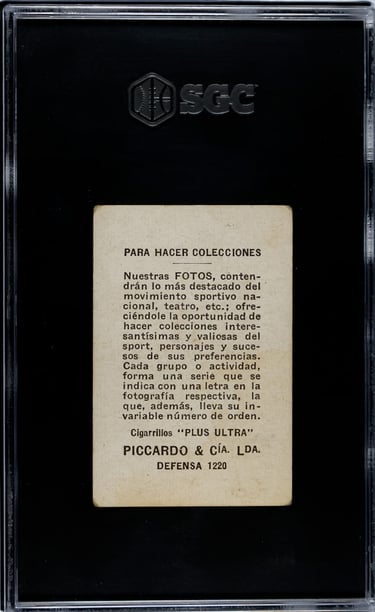 SGC
PARA HACER COLECCIONES
Nuestras FOTOS, conten-
drán lo más destacado del
movimiento sportivo na-
cional, teatro, etc.; ofre-
ciéndole la oportunidad de
hacer colecciones intere-
santísimas y valiosas del
sport, personajes y suce-
sos de sus preferencias.
Cada grupo o actividad,
forma una serie que se
indica con una letra en la
fotografía respectiva, la
que, además, lleva su in-
variable número de orden.
Cigarrillos "PLUS ULTRA"
PICCARDO & CÍA. LDA.
DEFENSA 1220